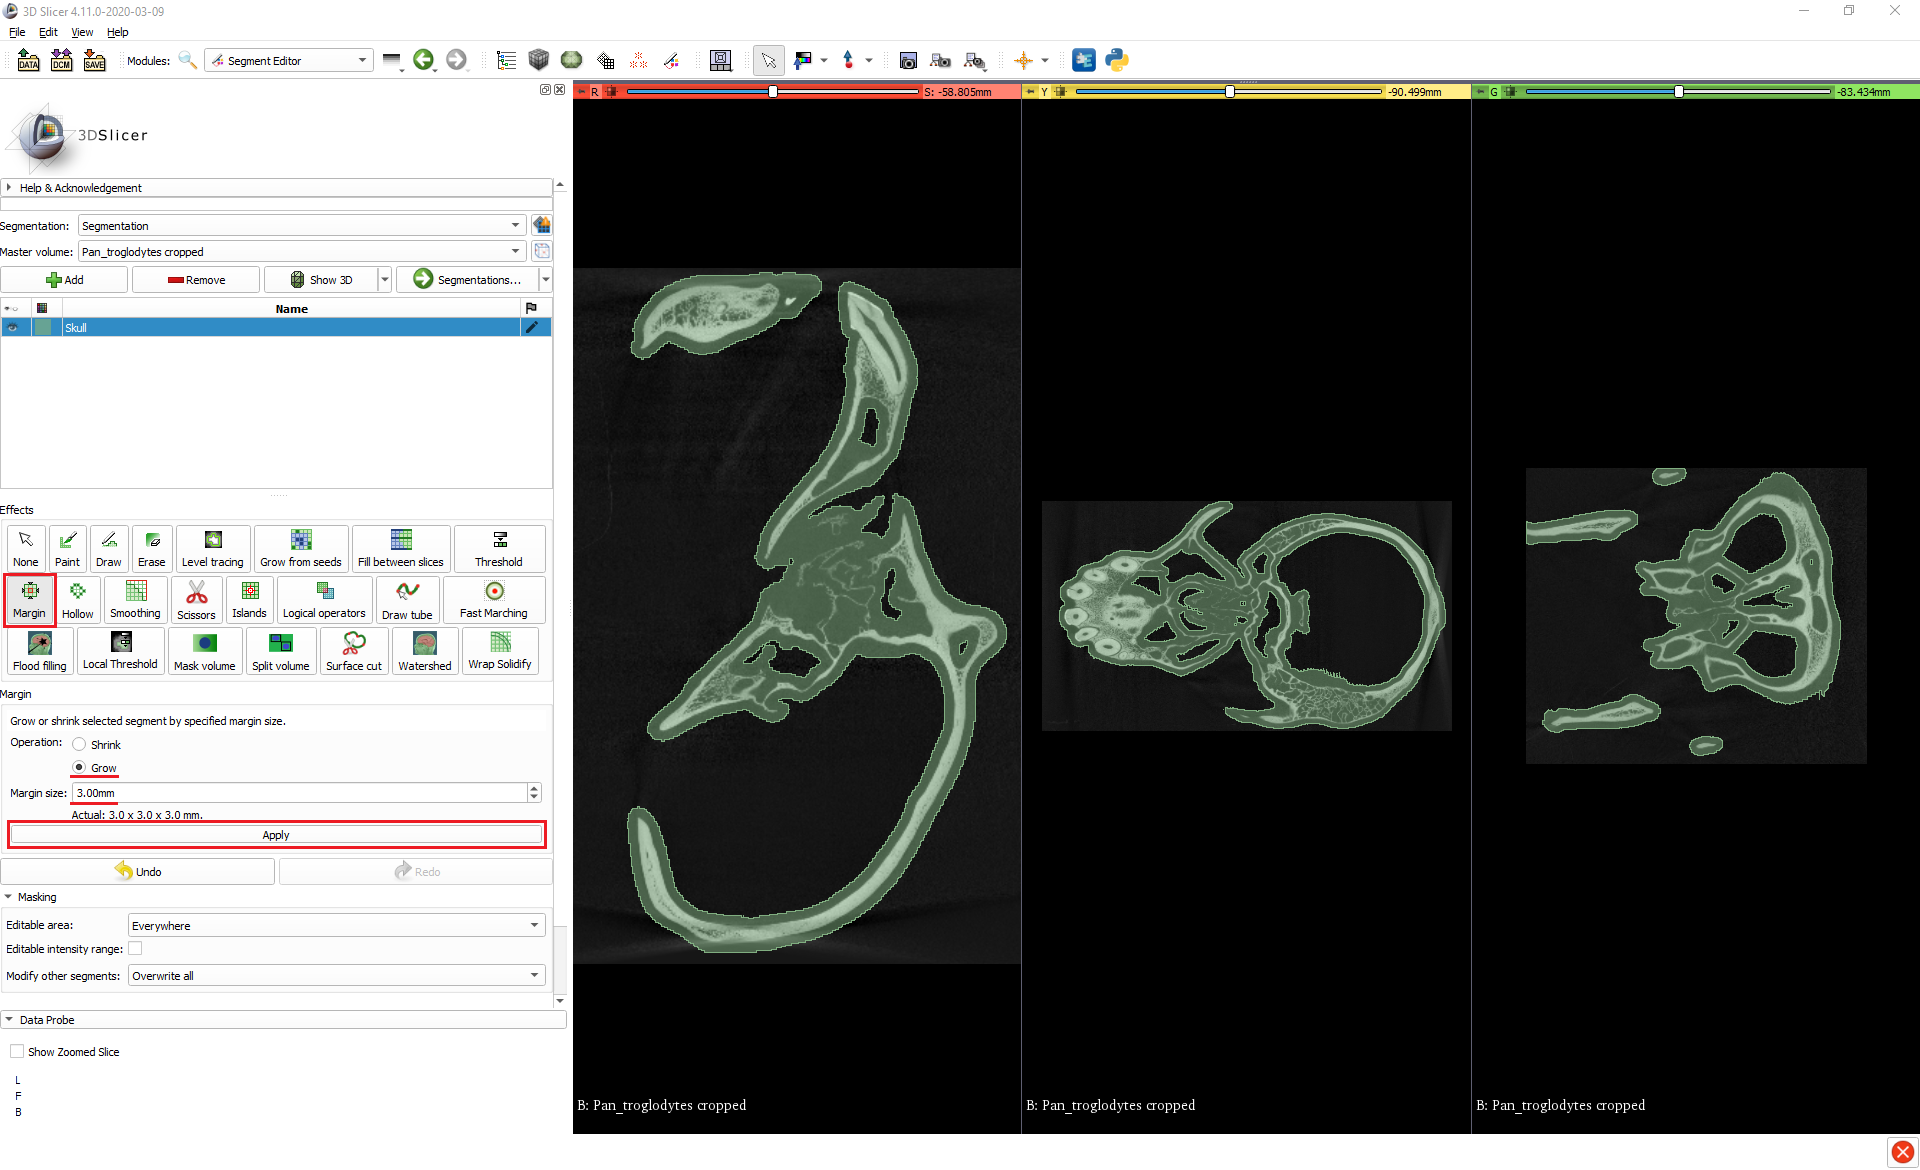 3D Slicer 4.11.0-2020-03-09
File Edit View Help
DATA DCM SAVE Modules: Segment Editor
R S: -58.805mm Y -90.499mm G -83.434mm
3DSlicer
Help & Acknowledgement
Segmentation: Segmentation
Master volume: Pan_troglodytes cropped
Add Remove Show 3D Segmentations...
Name
Skull
Effects
None Paint Draw Erase Level tracing Grow from seeds Fill between slices Threshold
Margin Hollow Smoothing Scissors Islands Logical operators Draw tube Fast Marching
Flood filling Local Threshold Mask volume Split volume Surface cut Watershed Wrap Solidify
Margin
Grow or shrink selected segment by specified margin size.
Operation: Shrink
Grow
Margin size: 3.00mm
Actual: 3.0 x 3.0 x 3.0 mm.
Apply
Undo Redo
Masking
Editable area: Everywhere
Editable intensity range:
Modify other segments: Overwrite all
Data Probe
Show Zoomed Slice
L
F
B
B: Pan_troglodytes cropped B: Pan_troglodytes cropped B: Pan_troglodytes cropped